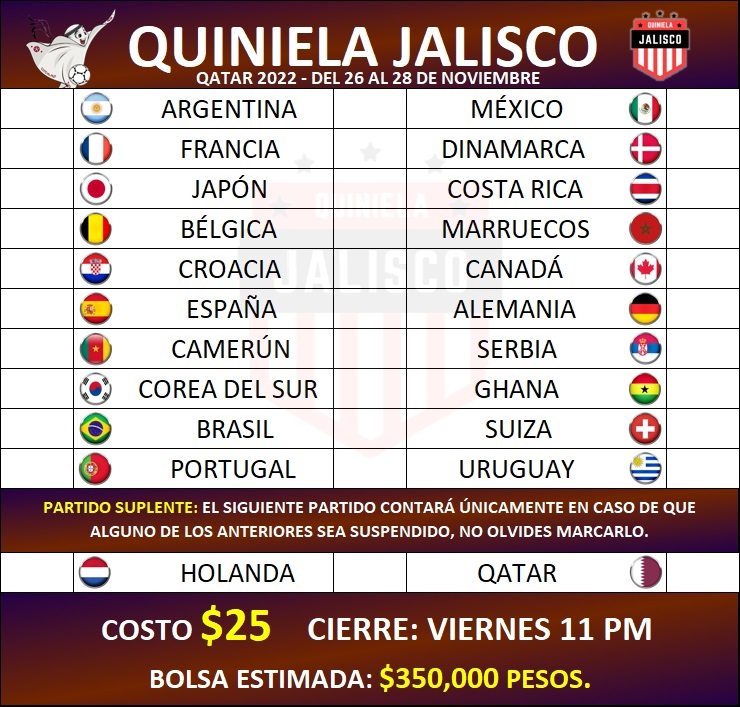 QUINIELA JALISCO
QUINIELA
JALISCO
QATAR 2022 - DEL 26 AL 28 DE NOVIEMBRE
ARGENTINA MÉXICO
FRANCIA DINAMARCA
JAPÓN COSTA RICA
BÉLGICA MARRUECOS
CROACIA CANADÁ
ESPAÑA ALEMANIA
CAMERÚN SERBIA
COREA DEL SUR GHANA
BRASIL SUIZA
PORTUGAL URUGUAY
QUINIELA
JALISCO
PARTIDO SUPLENTE: EL SIGUIENTE PARTIDO CONTARÁ ÚNICAMENTE EN CASO DE QUE
ALGUNO DE LOS ANTERIORES SEA SUSPENDIDO, NO OLVIDES MARCARLO.
HOLANDA QATAR
COSTO $25 CIERRE: VIERNES 11 PM
BOLSA ESTIMADA: $350,000 PESOS.